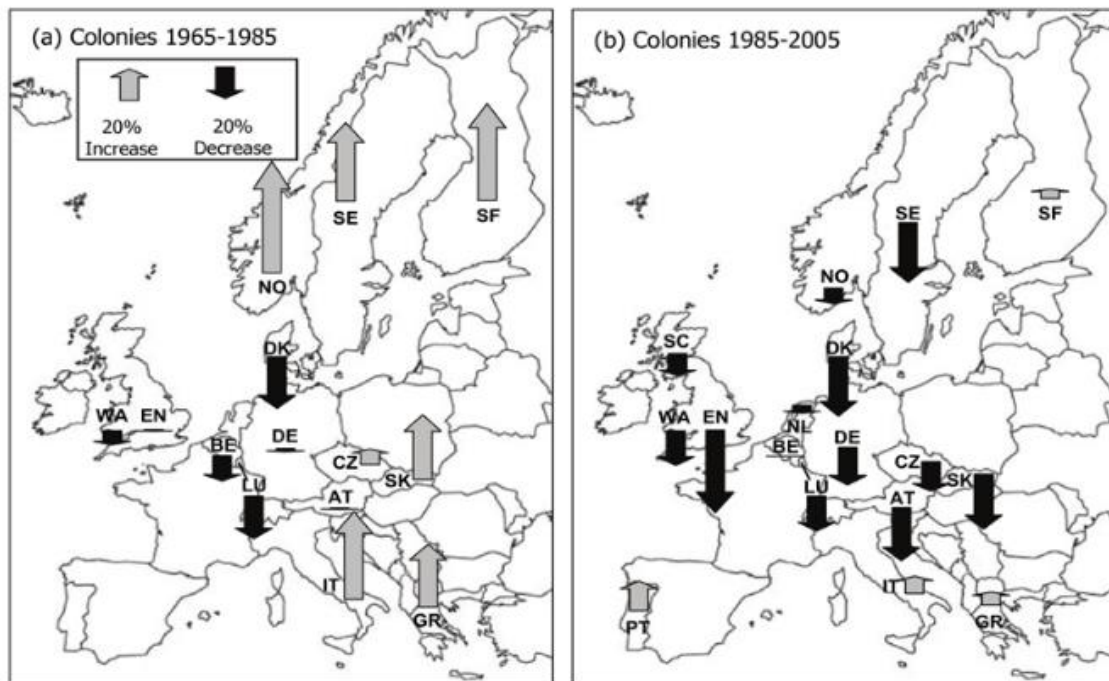 (a) Colonies 1965-1985
20%
Increase
20%
Decrease
SE
SF
NO
DK
WA
EN
BE
DE
CZ
SK
LU
AT
IT
GR
(b) Colonies 1985-2005
SE
SF
NO
SC
DK
WA
EN
NL
BE
DE
CZ
SK
LU
AT
IT
PT
GR